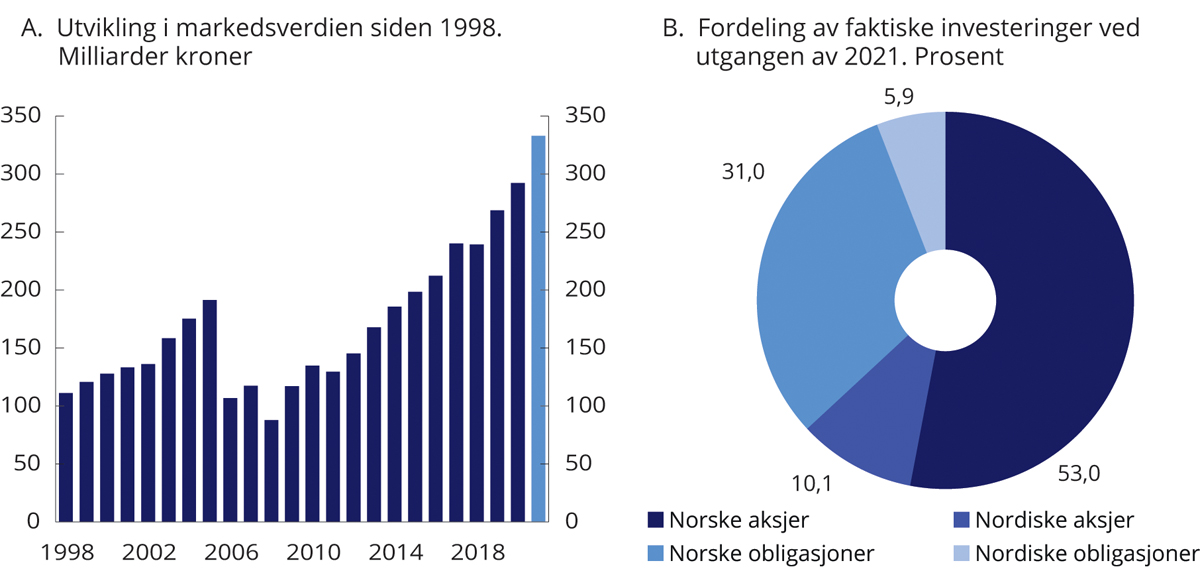 A. Utvikling i markedsverdien siden 1998.
Milliarder kroner
350
300
250
200
150
100
50
0
350
300
250
200
150
100
50
0
1998 2002 2006 2010 2014 2018
B. Fordeling av faktiske investeringer ved
utgangen av 2021. Prosent
5,9
31,0
10,1
53,0
Norske aksjer
Nordiske aksjer
Norske obligasjoner
Nordiske obligasjoner